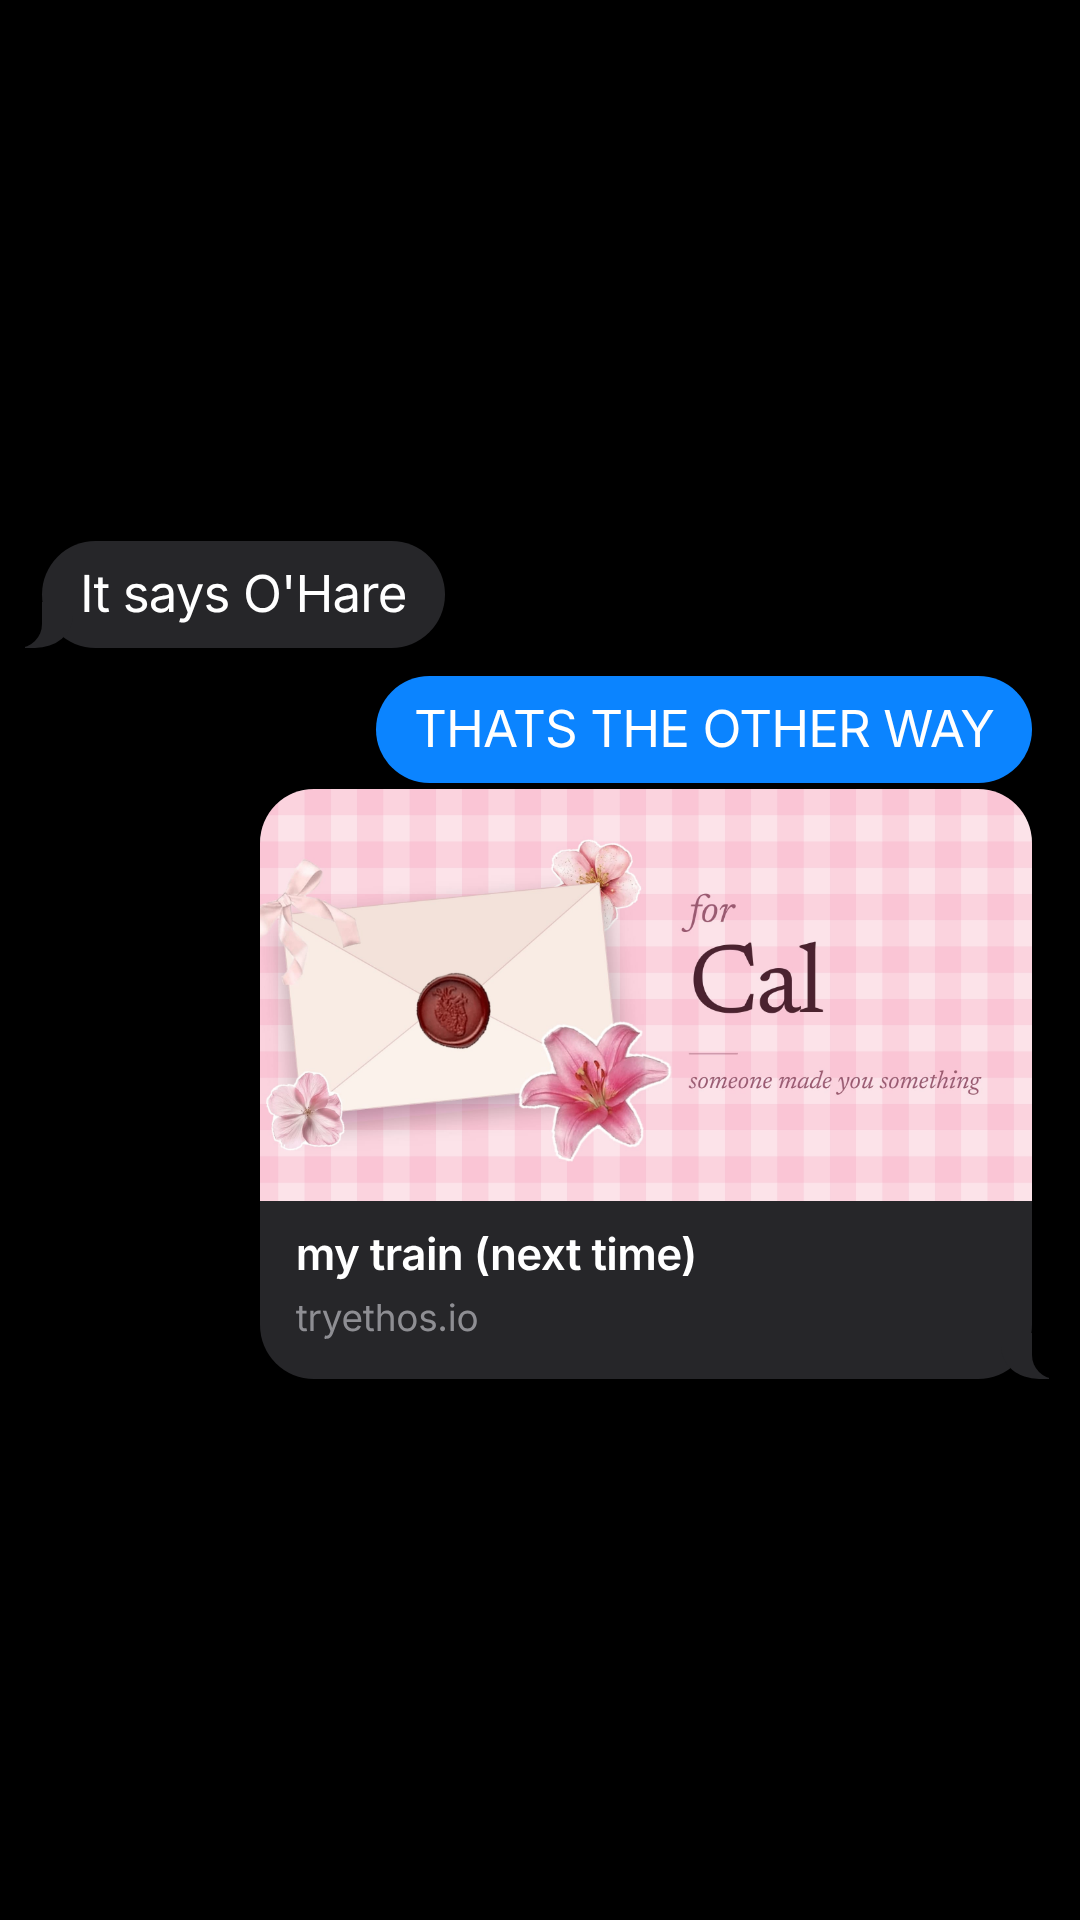 It says O'Hare
THATS THE OTHER WAY
for
Cal
someone made you something
my train (next time)
tryethos.io